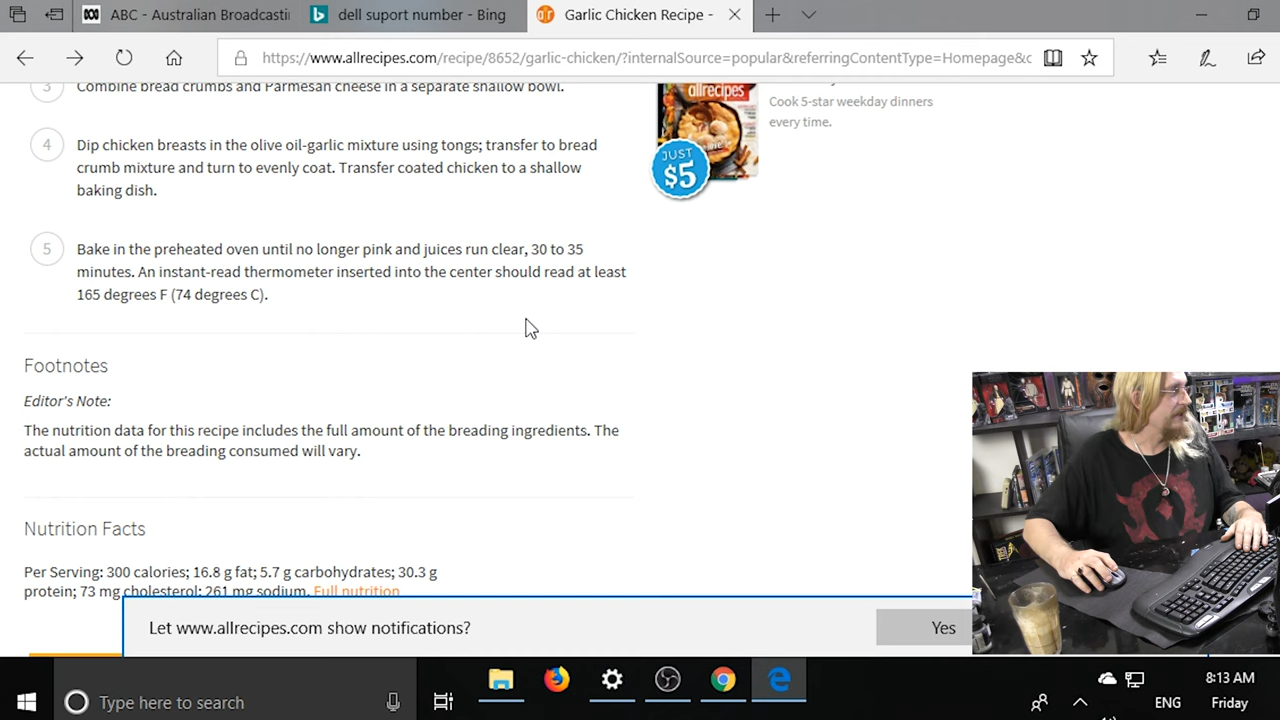 ABC - Australian Broadcasti
dell suport number - Bing
Garlic Chicken Recipe -
https://www.allrecipes.com/recipe/8652/garlic-chicken/?internalSource=popular&referringContentType=Homepage&c
3 Combine bread crumbs and Parmesan cheese in a separate shallow bowl.
4 Dip chicken breasts in the olive oil-garlic mixture using tongs; transfer to bread
crumb mixture and turn to evenly coat. Transfer coated chicken to a shallow
baking dish.
5 Bake in the preheated oven until no longer pink and juices run clear, 30 to 35
minutes. An instant-read thermometer inserted into the center should read at least
165 degrees F (74 degrees C).
allrecipes
JUST
$5
Cook 5-star weekday dinners
every time.
Footnotes
Editor's Note:
The nutrition data for this recipe includes the full amount of the breading ingredients. The
actual amount of the breading consumed will vary.
Nutrition Facts
Per Serving: 300 calories; 16.8 g fat; 5.7 g carbohydrates; 30.3 g
protein; 73 mg cholesterol; 261 mg sodium. Full nutrition
Let www.allrecipes.com show notifications?
Yes
Type here to search
ENG
8:13 AM
Friday